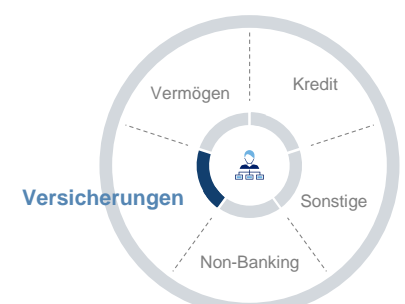 Kredit
Vermögen
Versicherungen
Sonstige
Non-Banking